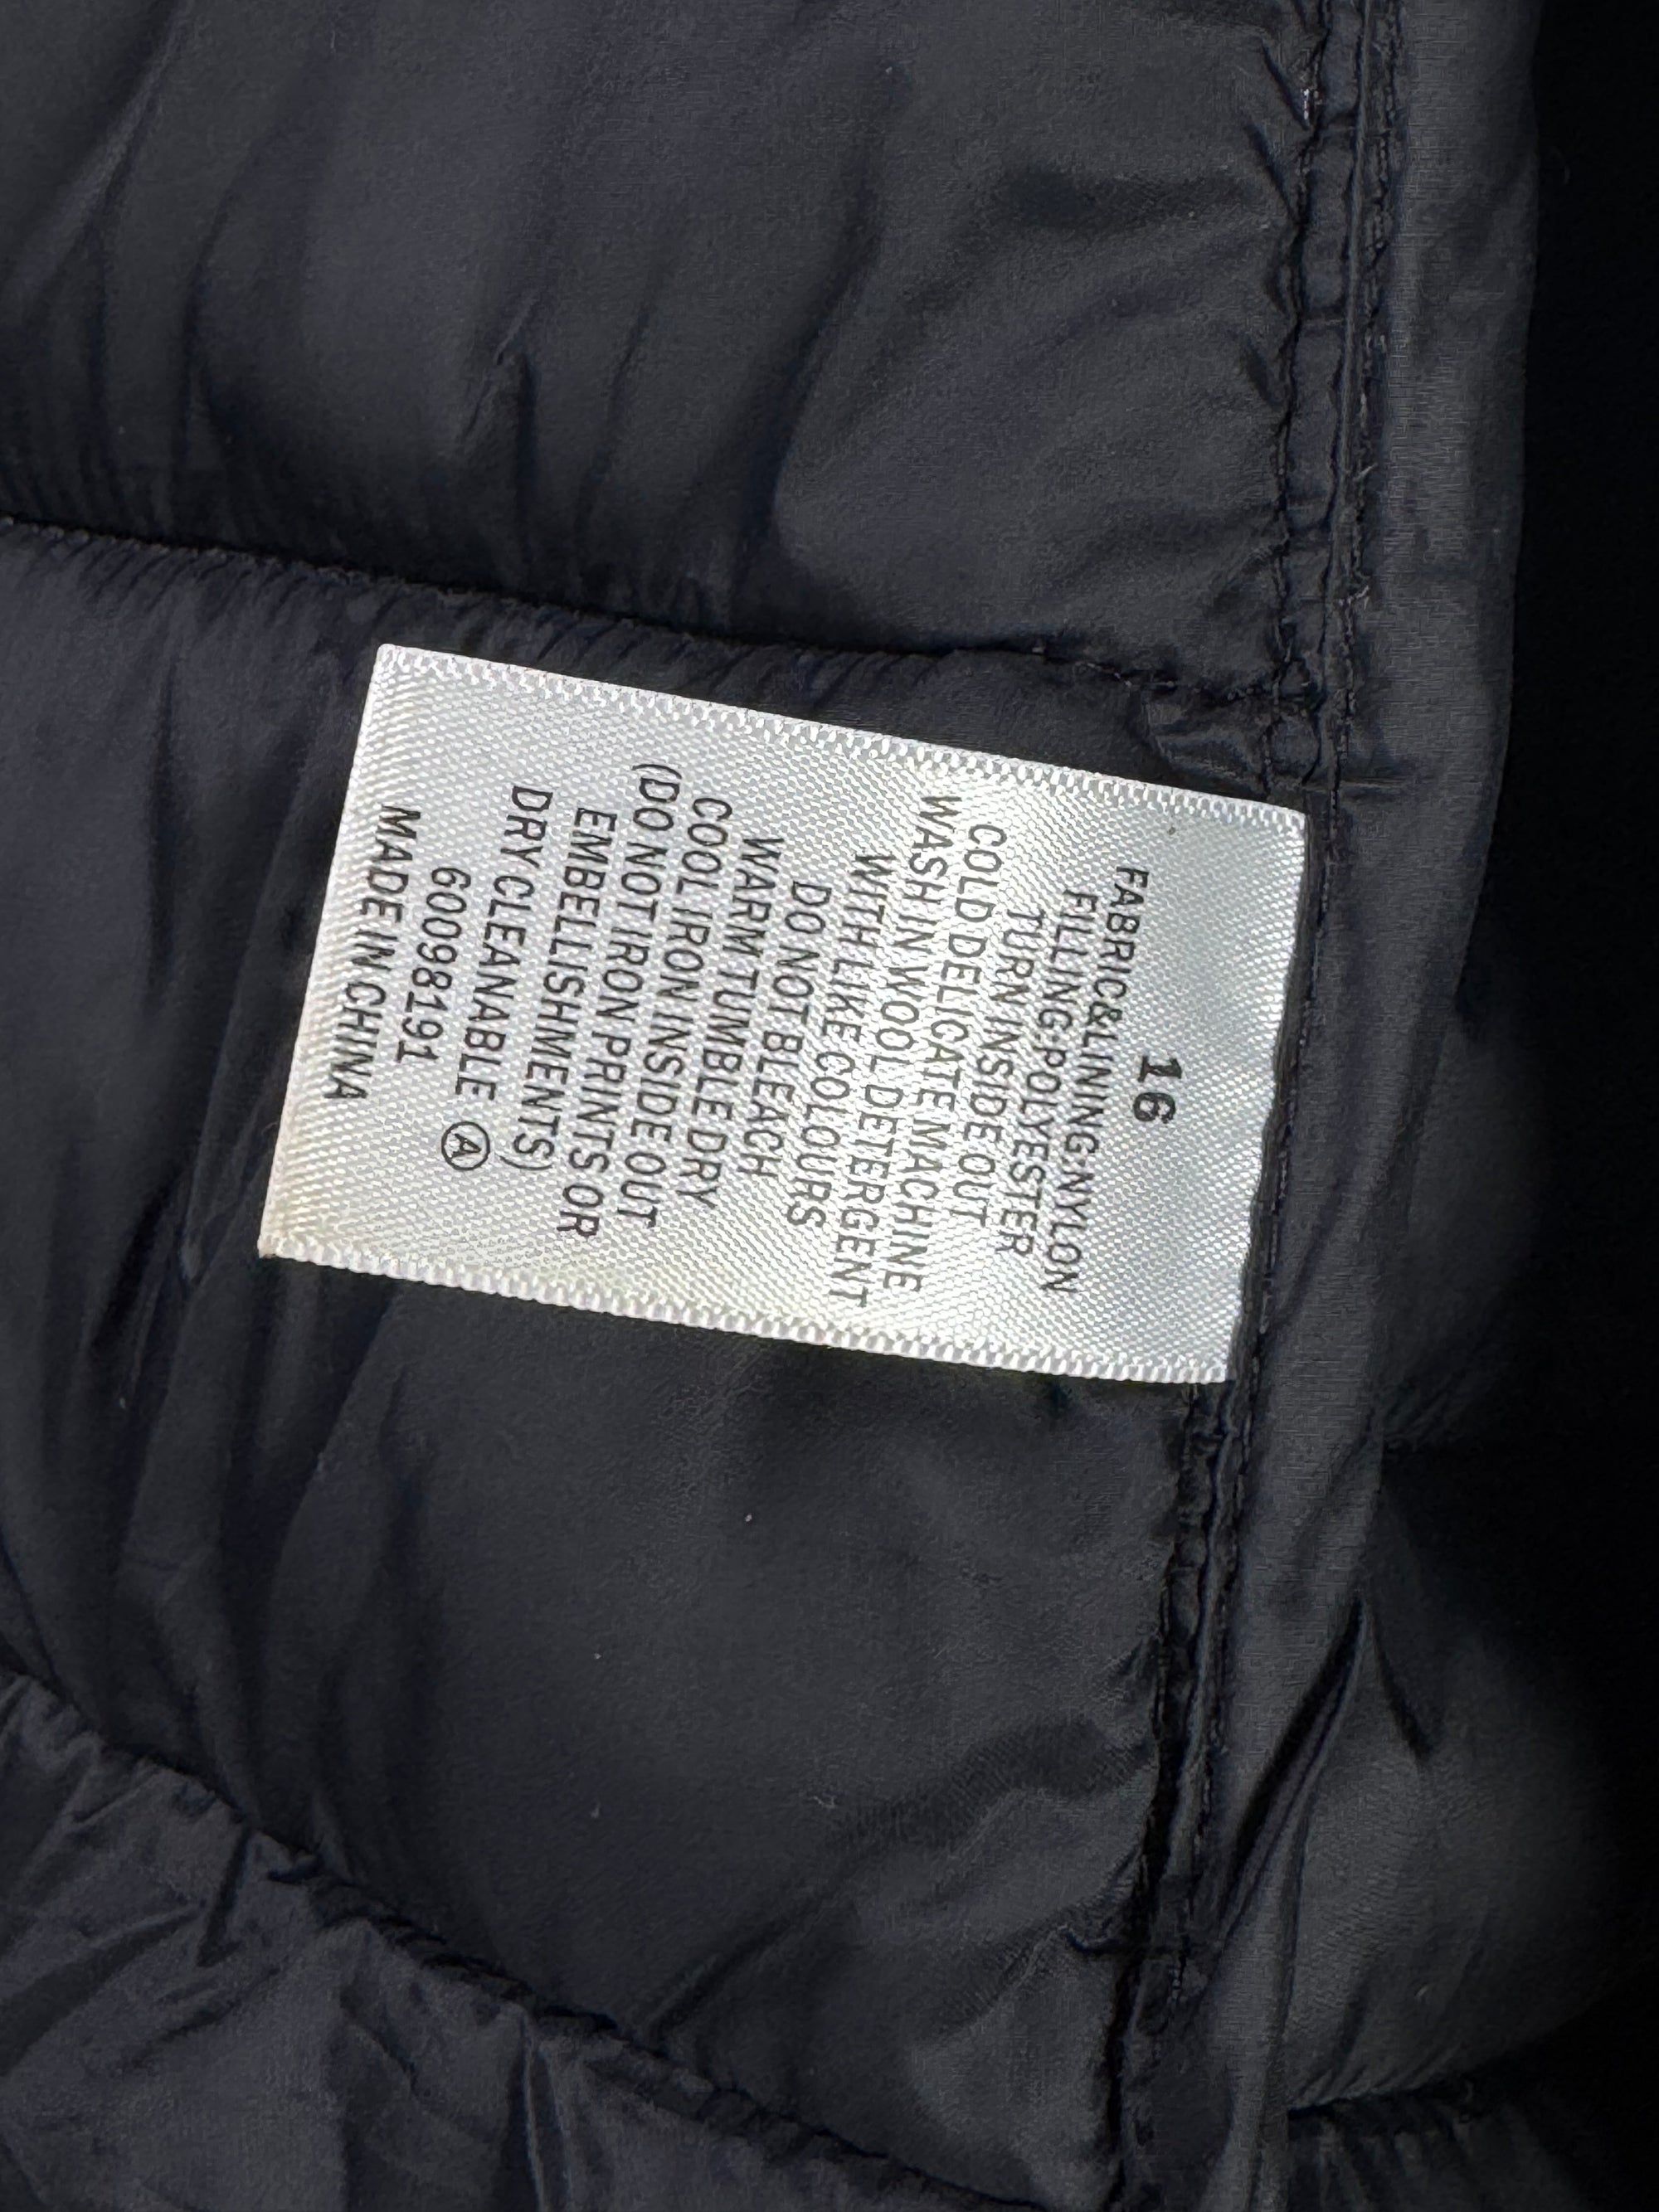 16
FABRIC&LINING:NYLON
FILLING:POLYESTER
TURN INSIDE OUT
COLD DELICATE MACHINE
WASH IN WOOL DETERGENT
WITH LIKE COLOURS
DO NOT BLEACH
WARM TUMBLE DRY
COOL IRON INSIDE OUT
(DO NOT IRON PRINTS OR
EMBELLISHMENTS)
DRY CLEANABLE Ⓐ
60098191
MADE IN CHINA